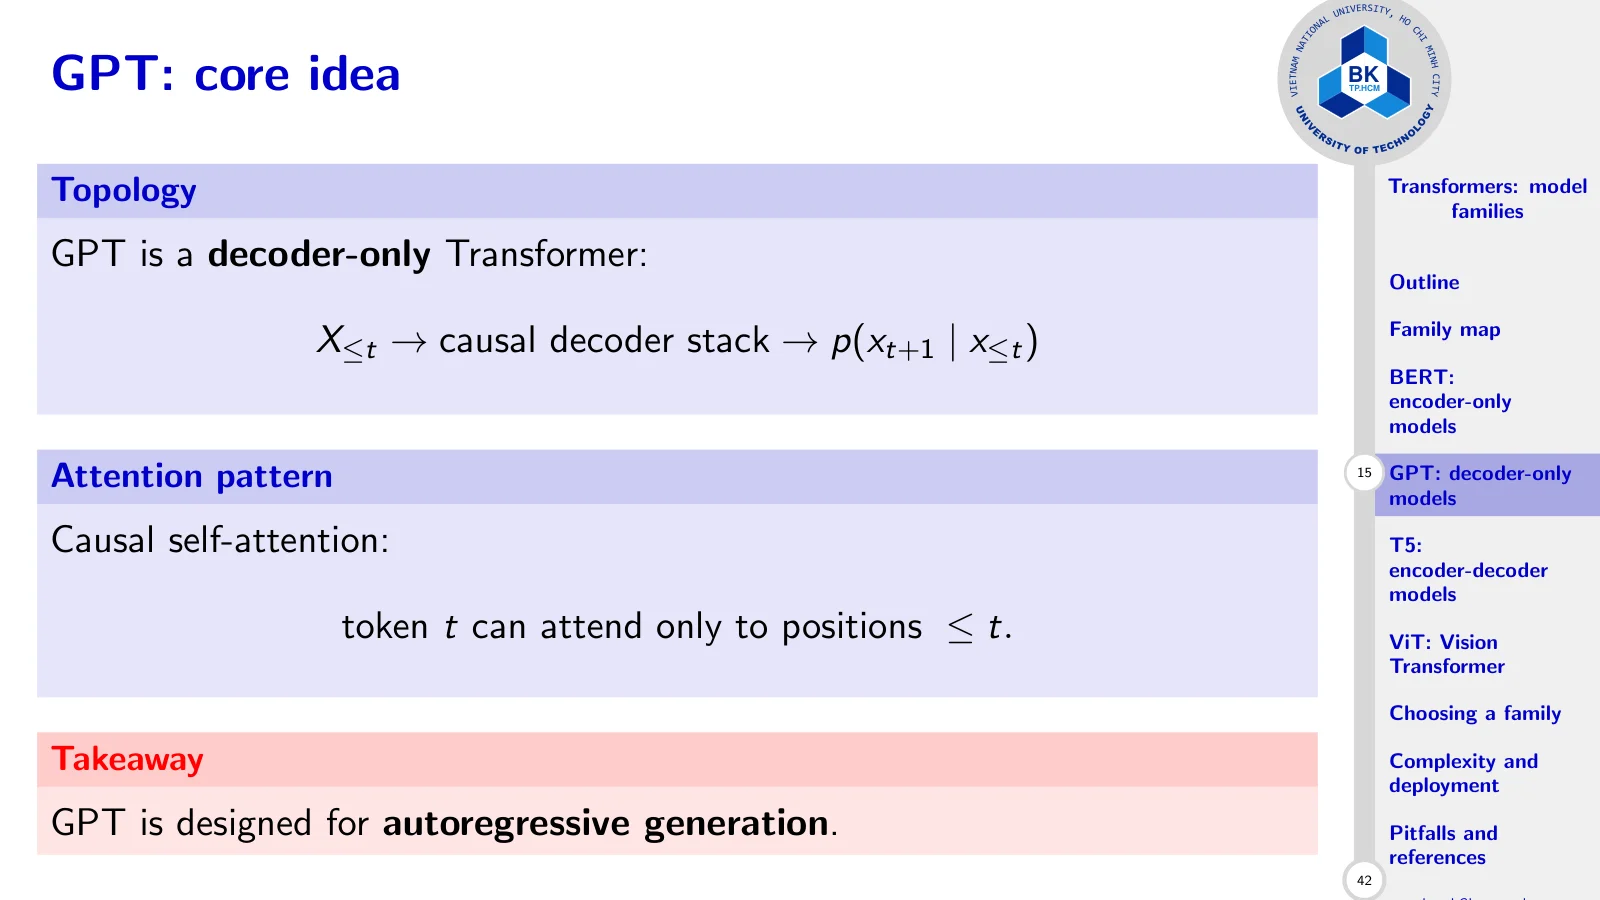 GPT: core idea
Topology
GPT is a decoder-only Transformer:
X≤t → causal decoder stack → p(xt+1 | x≤t)
Attention pattern
Causal self-attention:
token t can attend only to positions ≤ t.
Takeaway
GPT is designed for autoregressive generation.
VIETNAM NATIONAL UNIVERSITY, HO CHI MINH CITY
BK
TP.HCM
UNIVERSITY OF TECHNOLOGY
Transformers: model
families
Outline
Family map
BERT:
encoder-only
models
15
GPT: decoder-only
models
T5:
encoder-decoder
models
ViT: Vision
Transformer
Choosing a family
Complexity and
deployment
Pitfalls and
references
42